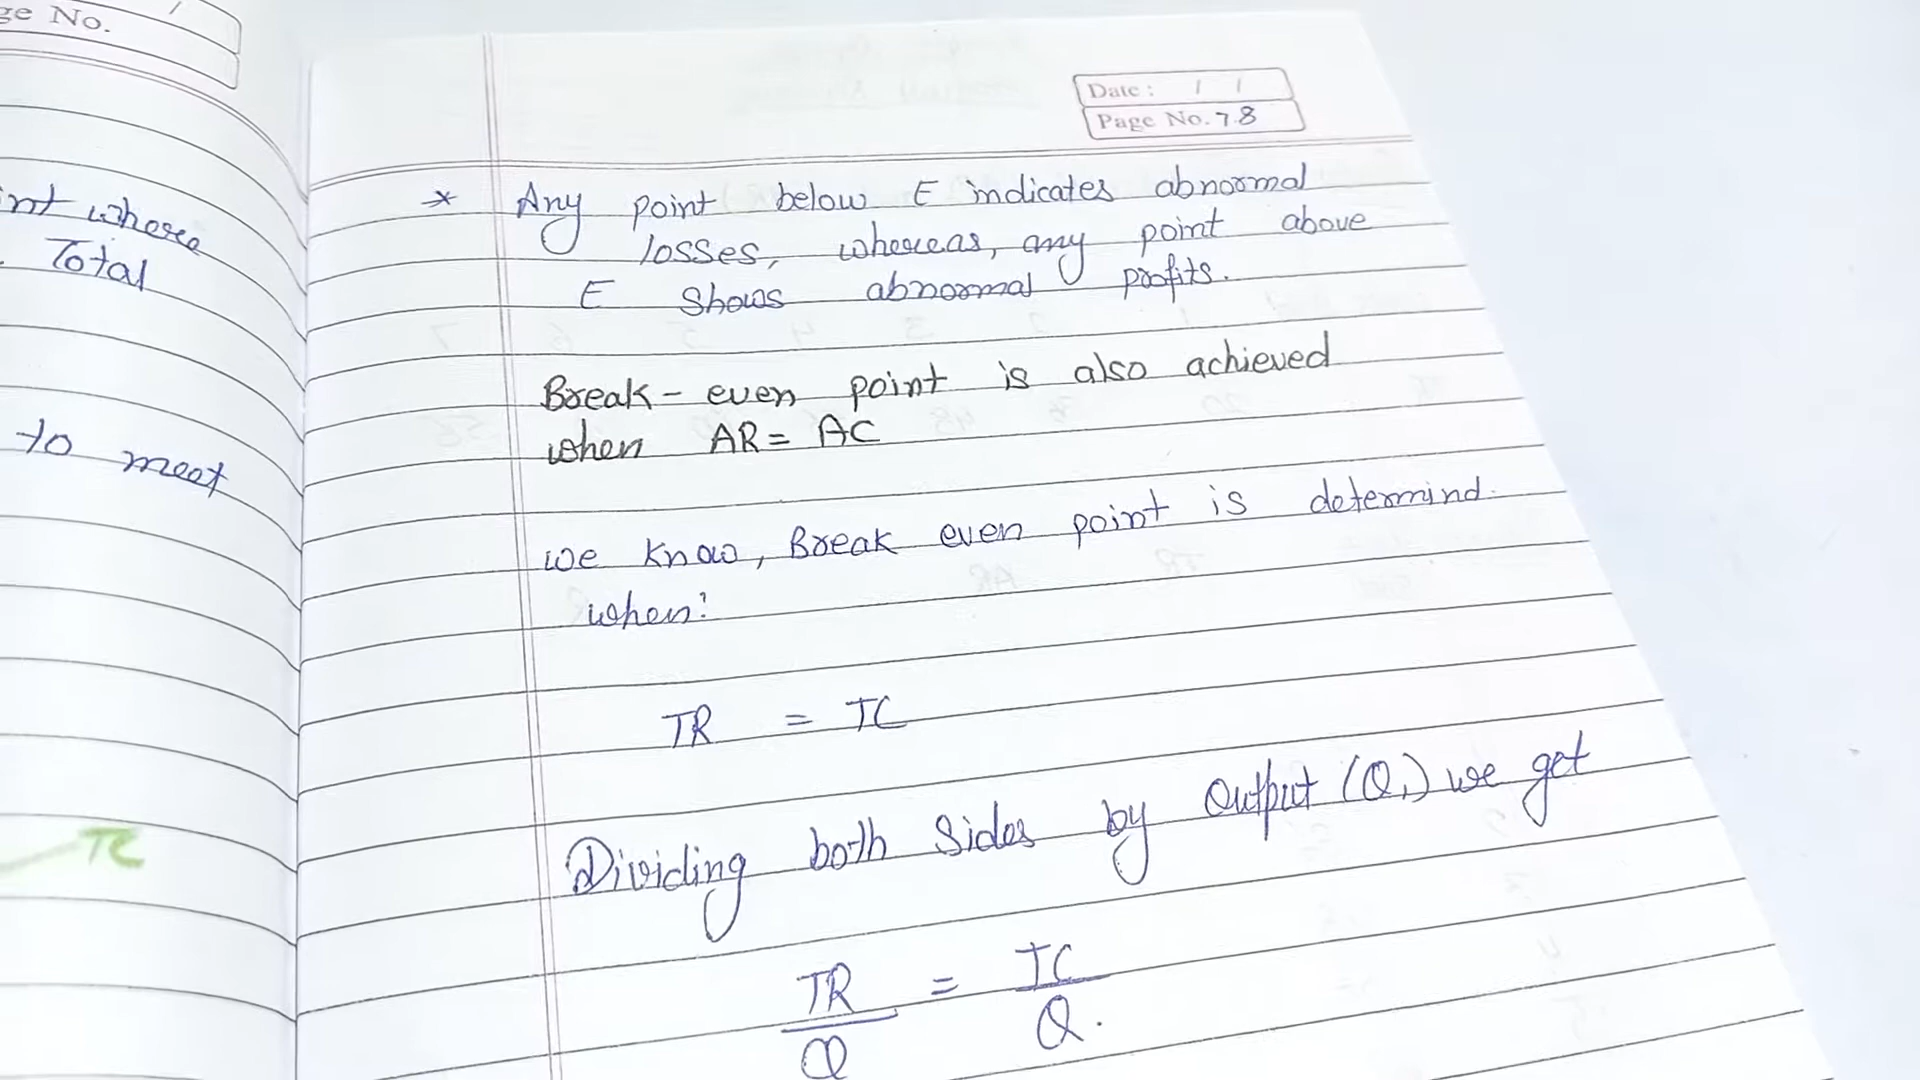 ge No.
nt where
Total
to meet
TC
Date: / /
Page No. 78
* Any point below E indicates abnormal
losses, whereas, any point above
E shows abnormal profits.
Break-even point is also achieved
when AR = AC
we know, Break even point is determind
when:
TR = TC
Dividing both Sides by Output (Q,) we get
TR = TC
Q Q.